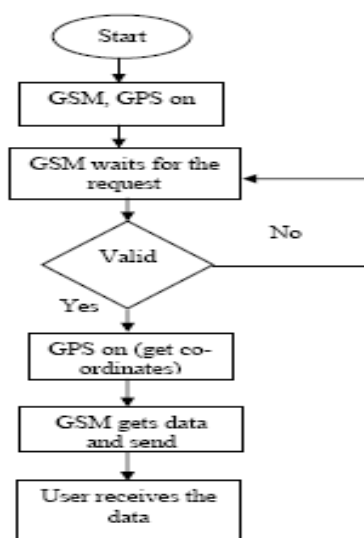 Start
GSM, GPS on
GSM waits for the
request
No
Valid
Yes
GPS on (get co-
ordinates)
GSM gets data
and send
User receives the
data